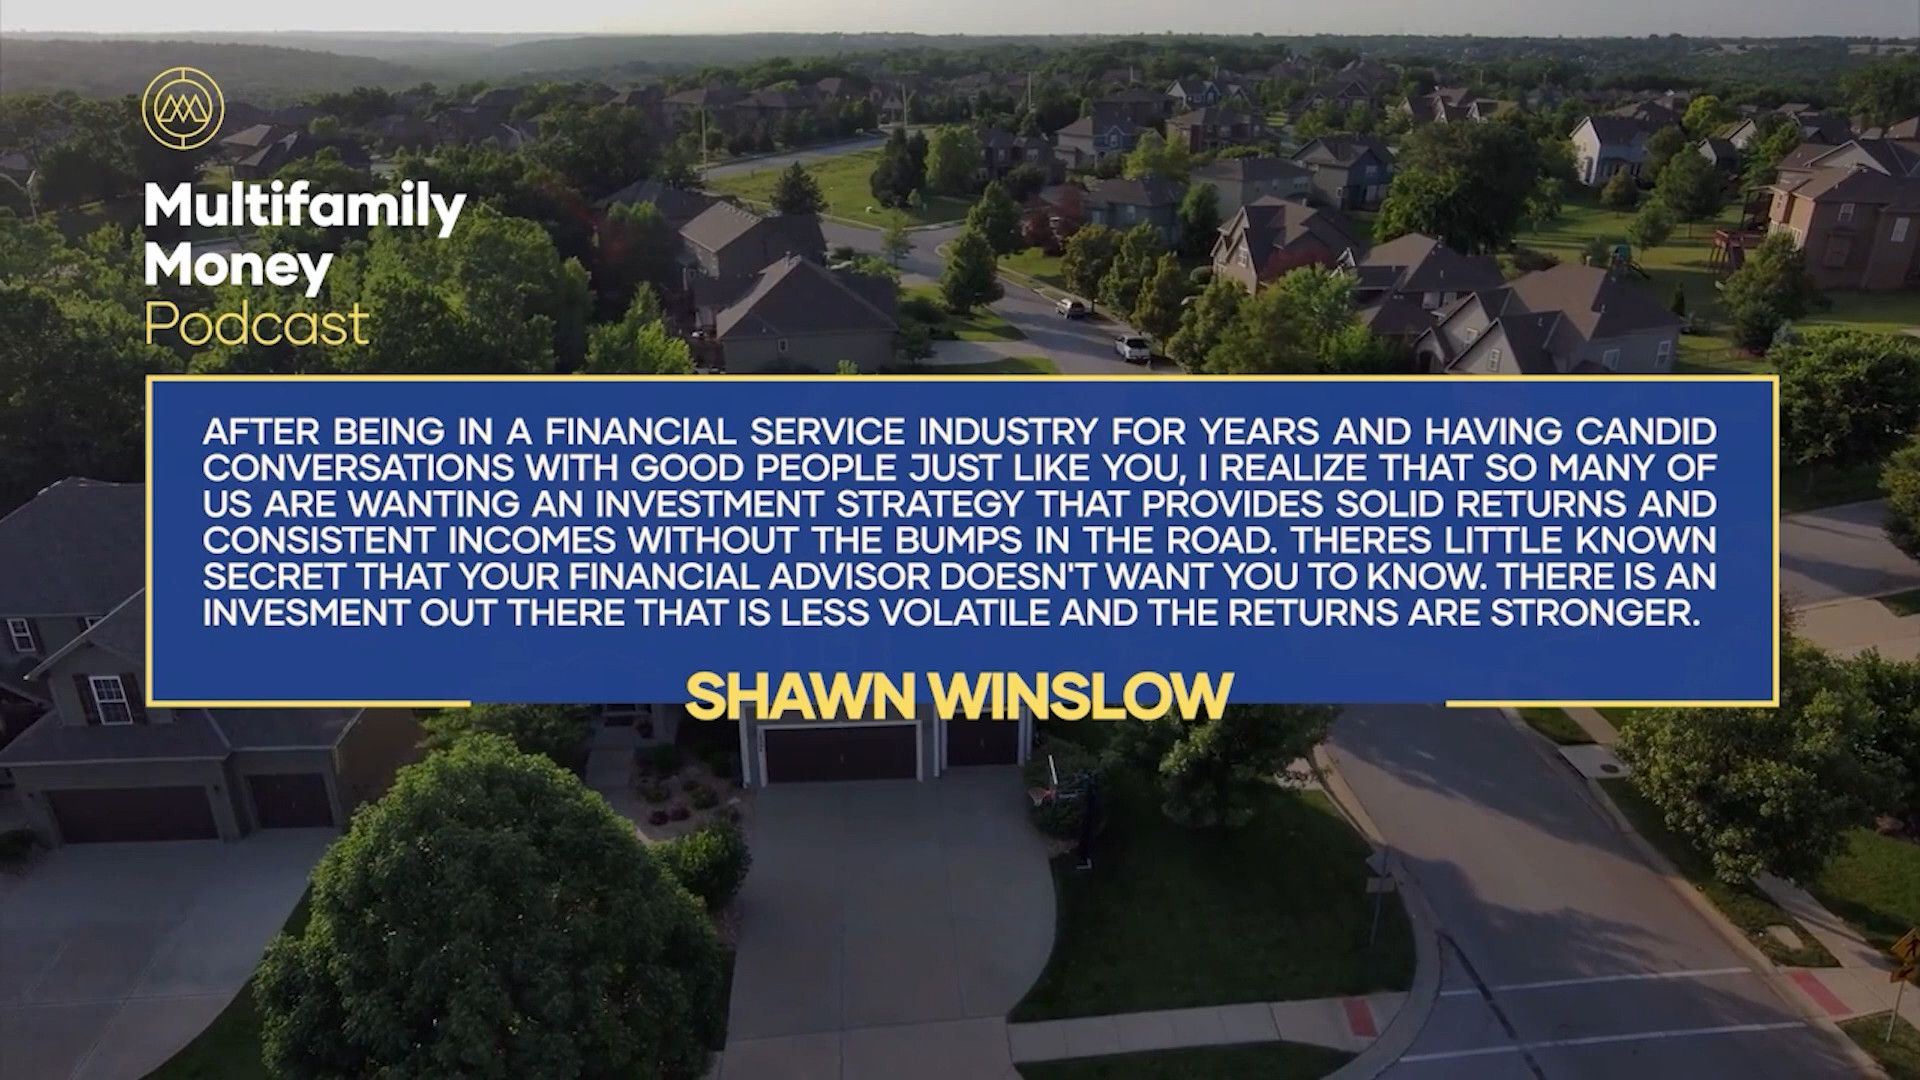 Multifamily
Money
Podcast
AFTER BEING IN A FINANCIAL SERVICE INDUSTRY FOR YEARS AND HAVING CANDID
CONVERSATIONS WITH GOOD PEOPLE JUST LIKE YOU, I REALIZE THAT SO MANY OF
US ARE WANTING AN INVESTMENT STRATEGY THAT PROVIDES SOLID RETURNS AND
CONSISTENT INCOMES WITHOUT THE BUMPS IN THE ROAD. THERES LITTLE KNOWN
SECRET THAT YOUR FINANCIAL ADVISOR DOESN'T WANT YOU TO KNOW. THERE IS AN
INVESMENT OUT THERE THAT IS LESS VOLATILE AND THE RETURNS ARE STRONGER.
SHAWN WINSLOW